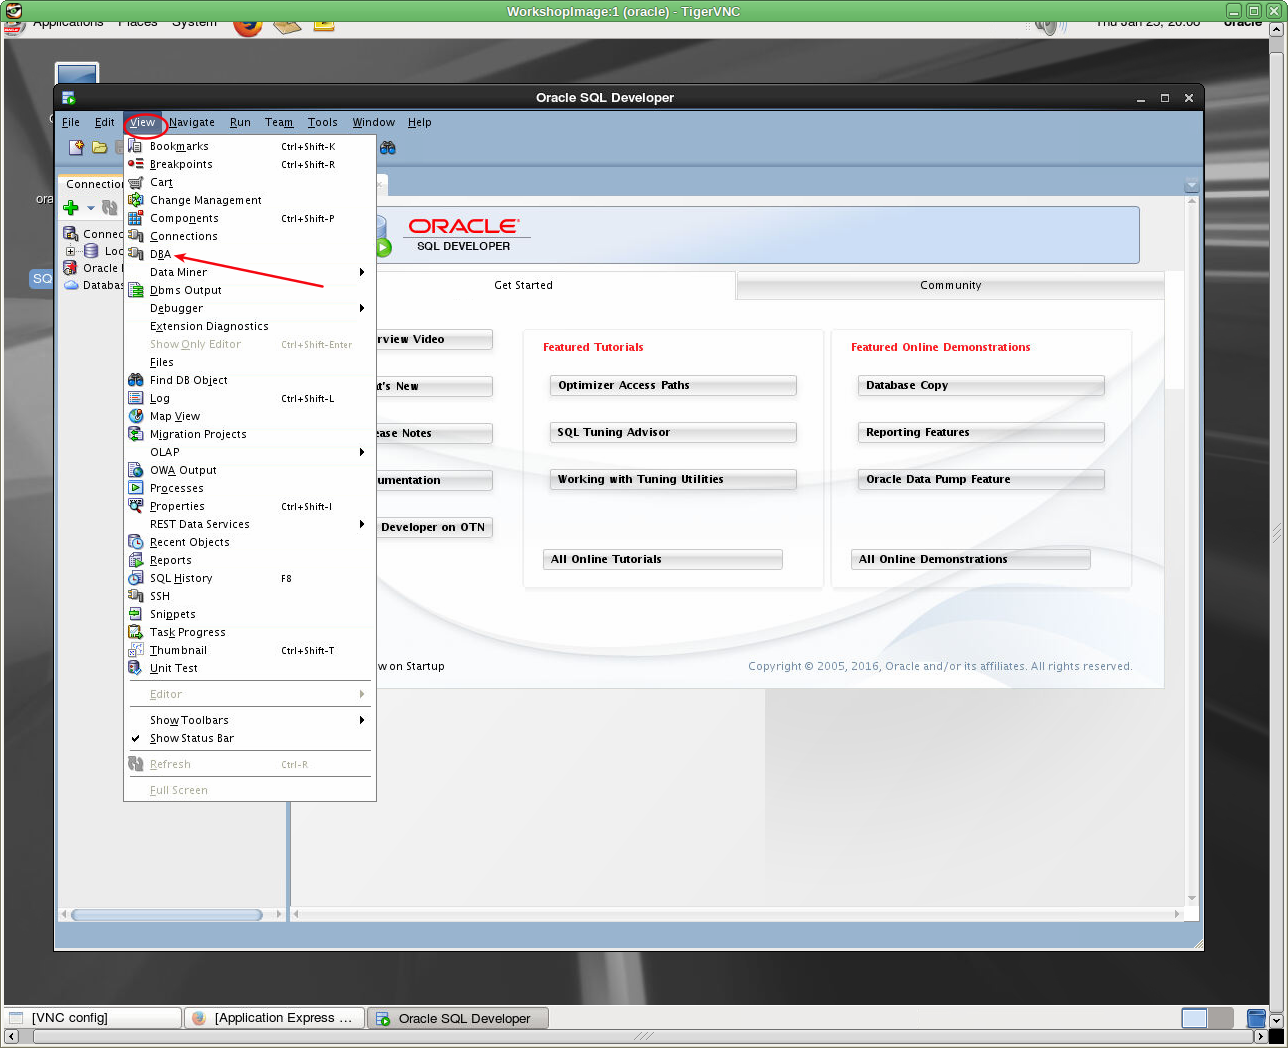 WorkshopImage:1 (oracle) - TigerVNC
Applications Places System
Thu Jan 25, 20:00 oracle
Oracle SQL Developer
File Edit View Navigate Run Team Tools Window Help
Connection
Connec
Loc
Oracle
Databas
ora
SQ
Bookmarks Ctrl+Shift-K
Breakpoints Ctrl+Shift-R
Cart
Change Management
Components Ctrl+Shift-P
Connections
DBA
Data Miner
Dbms Output
Debugger
Extension Diagnostics
Show Only Editor Ctrl+Shift-Enter
Files
Find DB Object
Log Ctrl+Shift-L
Map View
Migration Projects
OLAP
OWA Output
Processes
Properties Ctrl+Shift-I
REST Data Services
Recent Objects
Reports
SQL History F8
SSH
Snippets
Task Progress
Thumbnail Ctrl+Shift-T
Unit Test
Editor
Show Toolbars
Show Status Bar
Refresh Ctrl-R
Full Screen
ORACLE
SQL DEVELOPER
Get Started Community
rview Video
t's New
ease Notes
umentation
Developer on OTN
Featured Tutorials
Optimizer Access Paths
SQL Tuning Advisor
Working with Tuning Utilities
All Online Tutorials
Featured Online Demonstrations
Database Copy
Reporting Features
Oracle Data Pump Feature
All Online Demonstrations
w on Startup
Copyright © 2005, 2016, Oracle and/or its affiliates. All rights reserved.
[VNC config] [Application Express ... Oracle SQL Developer